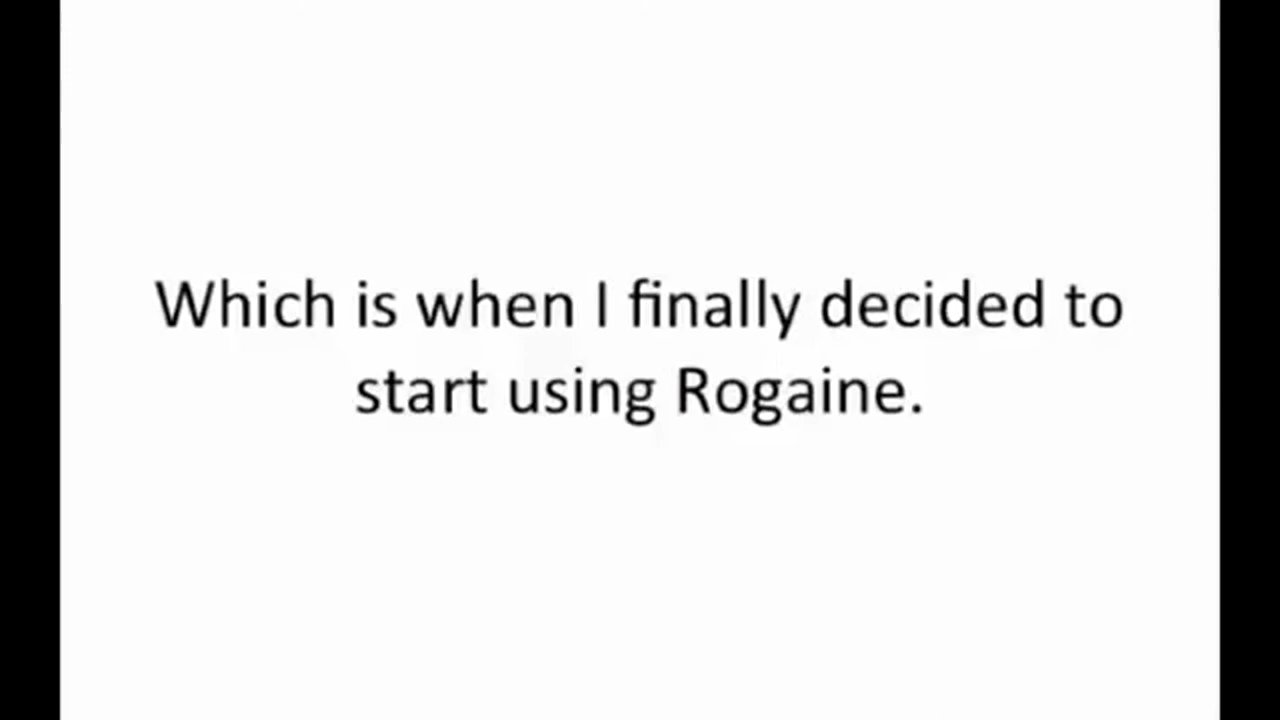 Which is when I finally decided to
start using Rogaine.